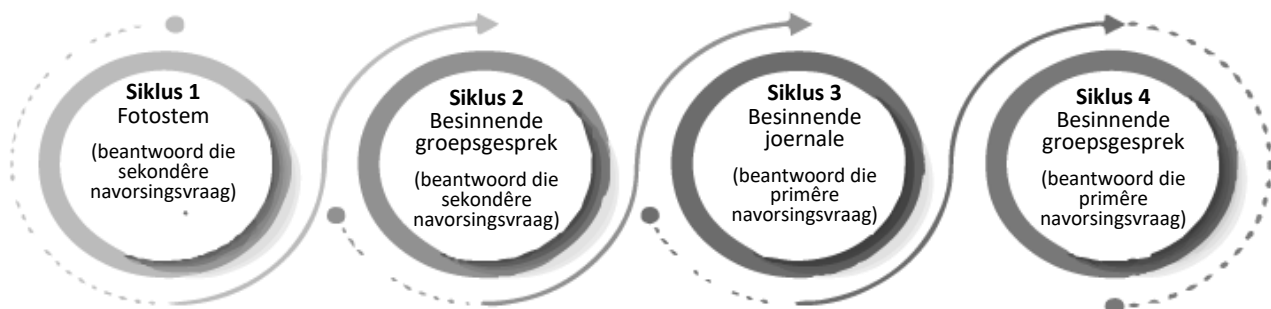 Siklus 1
Fotostem
(beantwoord die
sekondêre
navorsingsvraag)
Siklus 2
Besinnende
groepsgesprek
(beantwoord die
sekondêre
navorsingsvraag)
Siklus 3
Besinnende
joernale
(beantwoord die
primêre
navorsingsvraag)
Siklus 4
Besinnende
groepsgesprek
(beantwoord die
primêre
navorsingsvraag)